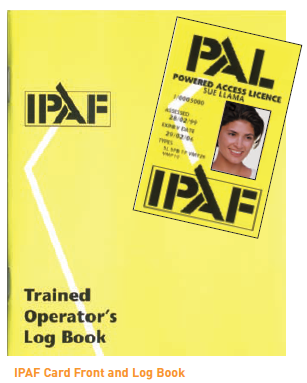 PAL
POWERED ACCESS LICENCE
SUE LLAMA
ASSESSED
EXPIRY DATE
TYPES
IPAF
IPAF
Trained
Operator's
Log Book
IPAF Card Front and Log Book